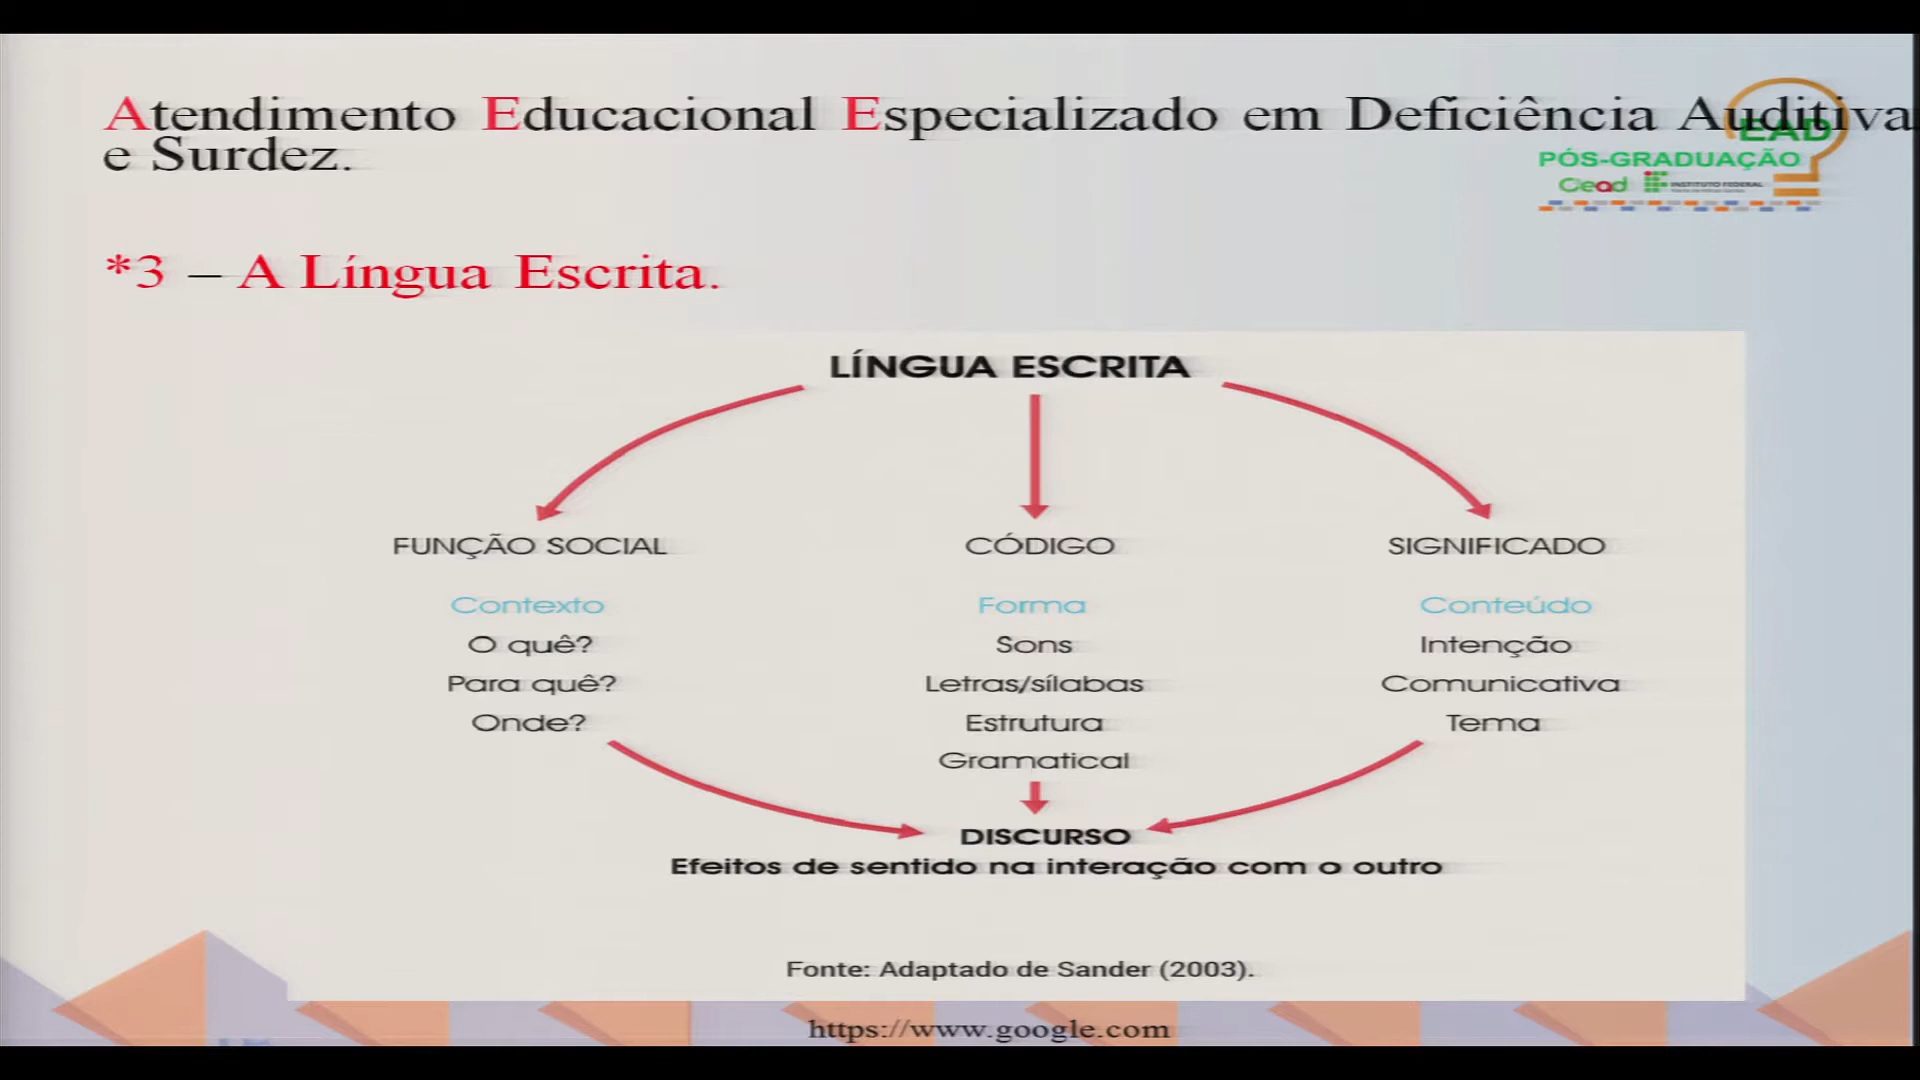 Atendimento Educacional Especializado em Deficiência Auditiva
e Surdez.
EAD
PÓS-GRADUAÇÃO
Cead
INSTITUTO FEDERAL
*3 – A Língua Escrita.
LÍNGUA ESCRITA
FUNÇÃO SOCIAL
Contexto
O quê?
Para quê?
Onde?
CÓDIGO
Forma
Sons
Letras/sílabas
Estrutura
Gramatical
SIGNIFICADO
Conteúdo
Intenção
Comunicativa
Tema
DISCURSO
Efeitos de sentido na interação com o outro
Fonte: Adaptado de Sander (2003).
https://www.google.com